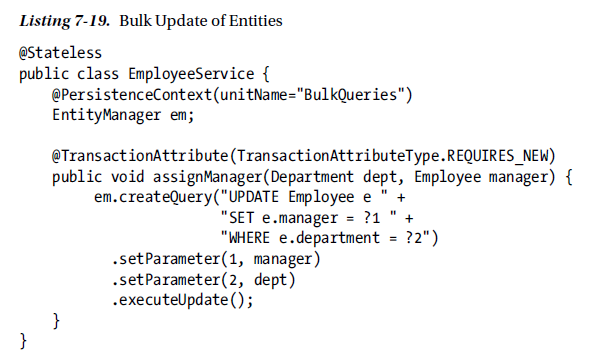 Listing 7-19. Bulk Update of Entities
@Stateless
public class EmployeeService {
    @PersistenceContext(unitName="BulkQueries")
    EntityManager em;

    @TransactionAttribute(TransactionAttributeType.REQUIRES_NEW)
    public void assignManager(Department dept, Employee manager) {
        em.createQuery("UPDATE Employee e " +
                       "SET e.manager = ?1 " +
                       "WHERE e.department = ?2")
          .setParameter(1, manager)
          .setParameter(2, dept)
          .executeUpdate();
    }
}